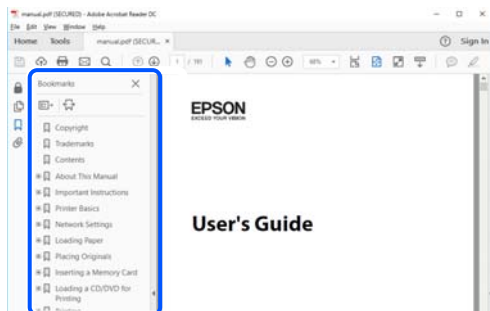 manual.pdf (SECURED) - Adobe Acrobat Reader DC
File Edit View Window Help
Home Tools manual.pdf (SECUR... × Sign In
1 / 191
Bookmarks
Copyright
Trademarks
Contents
About This Manual
Important Instructions
Printer Basics
Network Settings
Loading Paper
Placing Originals
Inserting a Memory Card
Loading a CD/DVD for
Printing
EPSON
EXCEED YOUR VISION
User's Guide